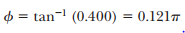 ϕ = tan⁻¹ (0.400) = 0.121π
.